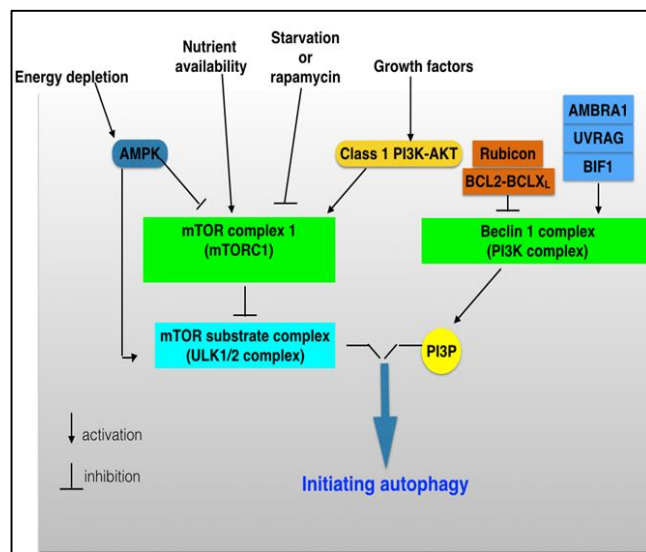 Energy depletion
Nutrient
availability
Starvation
or
rapamycin
Growth factors
AMBRA1
UVRAG
BIF1
AMPK
Class 1 PI3K-AKT
Rubicon
BCL2-BCLXL
mTOR complex 1
(mTORC1)
Beclin 1 complex
(PI3K complex)
mTOR substrate complex
(ULK1/2 complex)
PI3P
activation
inhibition
Initiating autophagy